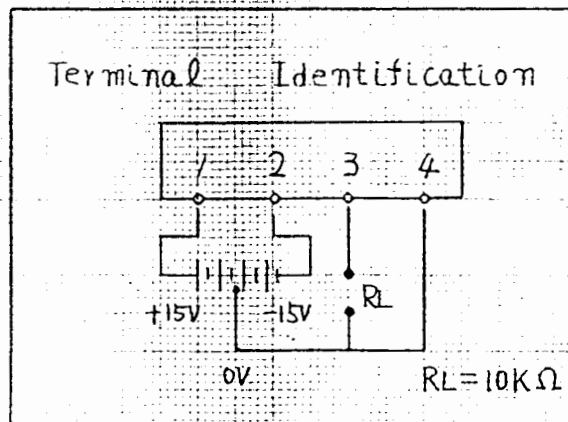 Terminal Identification
1 2 3 4
+15V -15V RL
0V RL=10KΩ